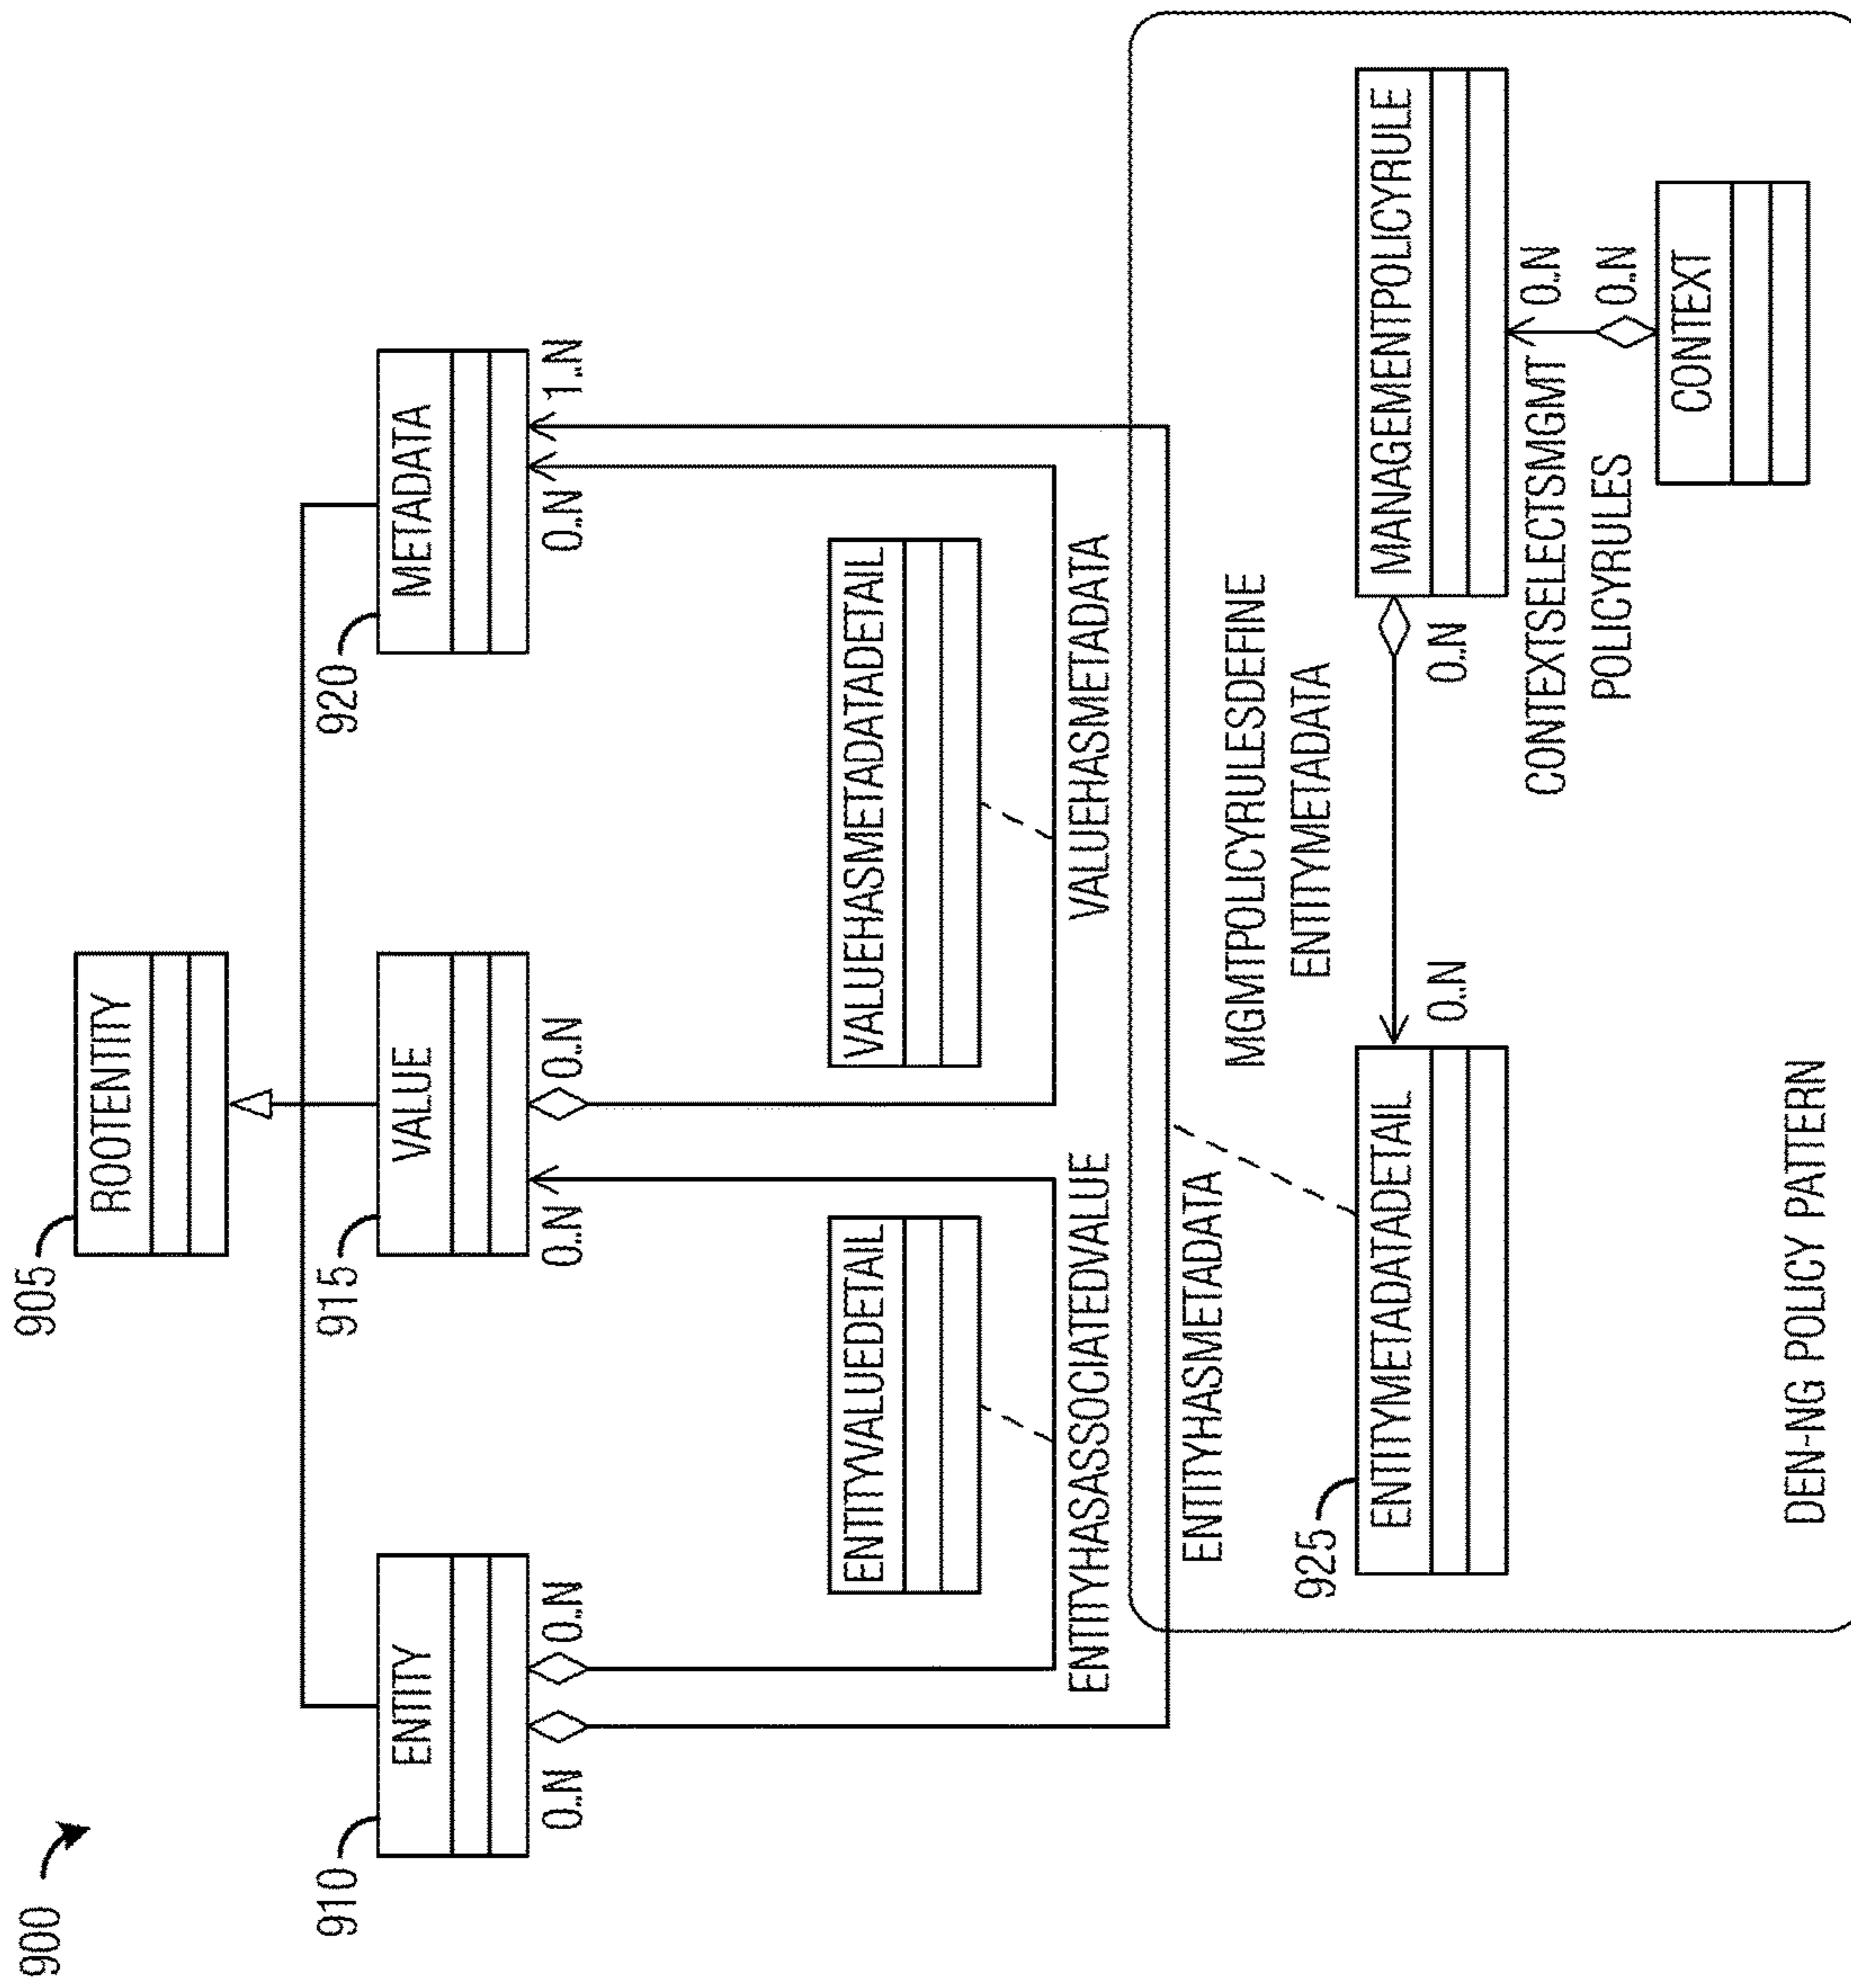 900
905
ROOTENTITY
910
915
920
ENTITY
VALUE
METADATA
0..N
0..N
0..N
0..N
0..N
1..N
ENTITYVALUEDETAIL
VALUEHASMETADATADETAIL
ENTITYHASASSOCIATEDVALUE
VALUEHASMETADATA
ENTITYHASMETADATA
MGMTPOLICYRULESDEFINE
ENTITYMETADATA
925
ENTITYMETADATADETAIL
MANAGEMENTPOLICYRULE
0..N
0..N
CONTEXTSELECTSMGMT
POLICYRULES
0..N
0..N
CONTEXT
DEN-NG POLICY PATTERN